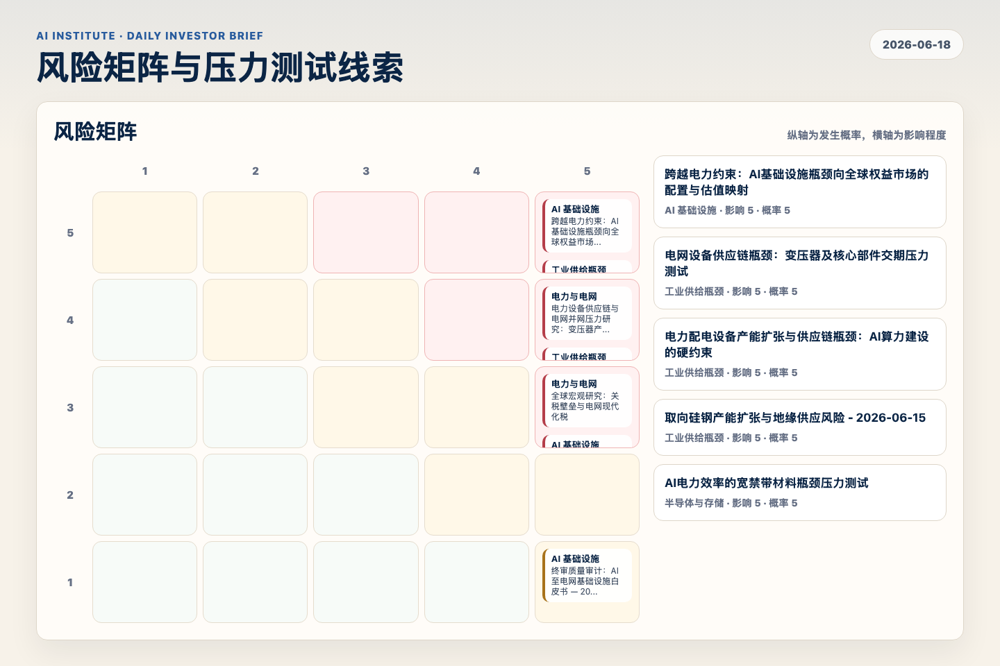 AI INSTITUTE · DAILY INVESTOR BRIEF
2026-06-18
风险矩阵与压力测试线索
风险矩阵
纵轴为发生概率，横轴为影响程度
1
2
3
4
5
5
AI 基础设施
跨越电力约束：AI
基础设施瓶颈向全
球权益市场...
工业供给瓶颈
4
电力与电网
电力设备供应链与
电网并网压力研
究：变压器产...
工业供给瓶颈
3
电力与电网
全球宏观研究：关
税壁垒与电网现代
化税
AI 基础设施
2
1
AI 基础设施
终审质量审计：AI
至电网基础设施白
皮书 — 20...
跨越电力约束：AI基础设施瓶颈向全球权益市场的
配置与估值映射
AI 基础设施 · 影响 5 · 概率 5
电网设备供应链瓶颈：变压器及核心部件交期压力
测试
工业供给瓶颈 · 影响 5 · 概率 5
电力配电设备产能扩张与供应链瓶颈：AI算力建设
的硬约束
工业供给瓶颈 · 影响 5 · 概率 5
取向硅钢产能扩张与地缘供应风险 - 2026-06-15
工业供给瓶颈 · 影响 5 · 概率 5
AI电力效率的宽禁带材料瓶颈压力测试
半导体与存储 · 影响 5 · 概率 5